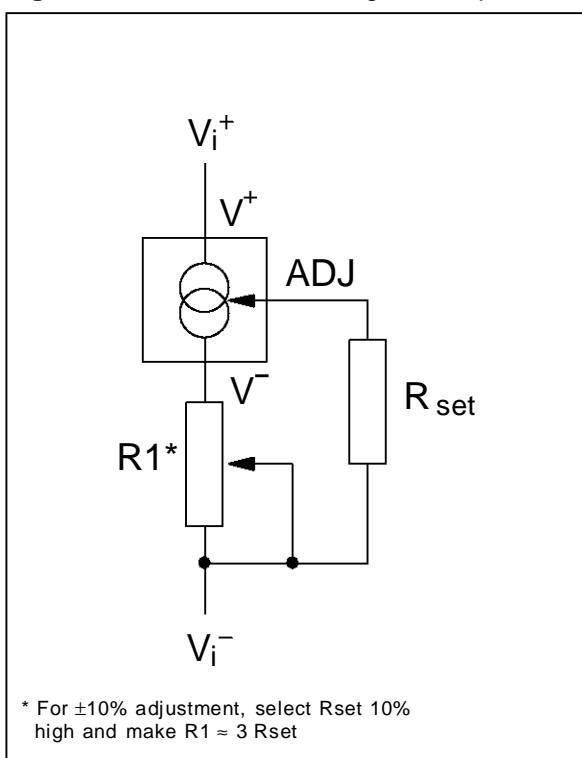 Vi+
V+
ADJ
V−
R set
R1*
Vi−
* For ±10% adjustment, select Rset 10%
high and make R1 ≈ 3 Rset